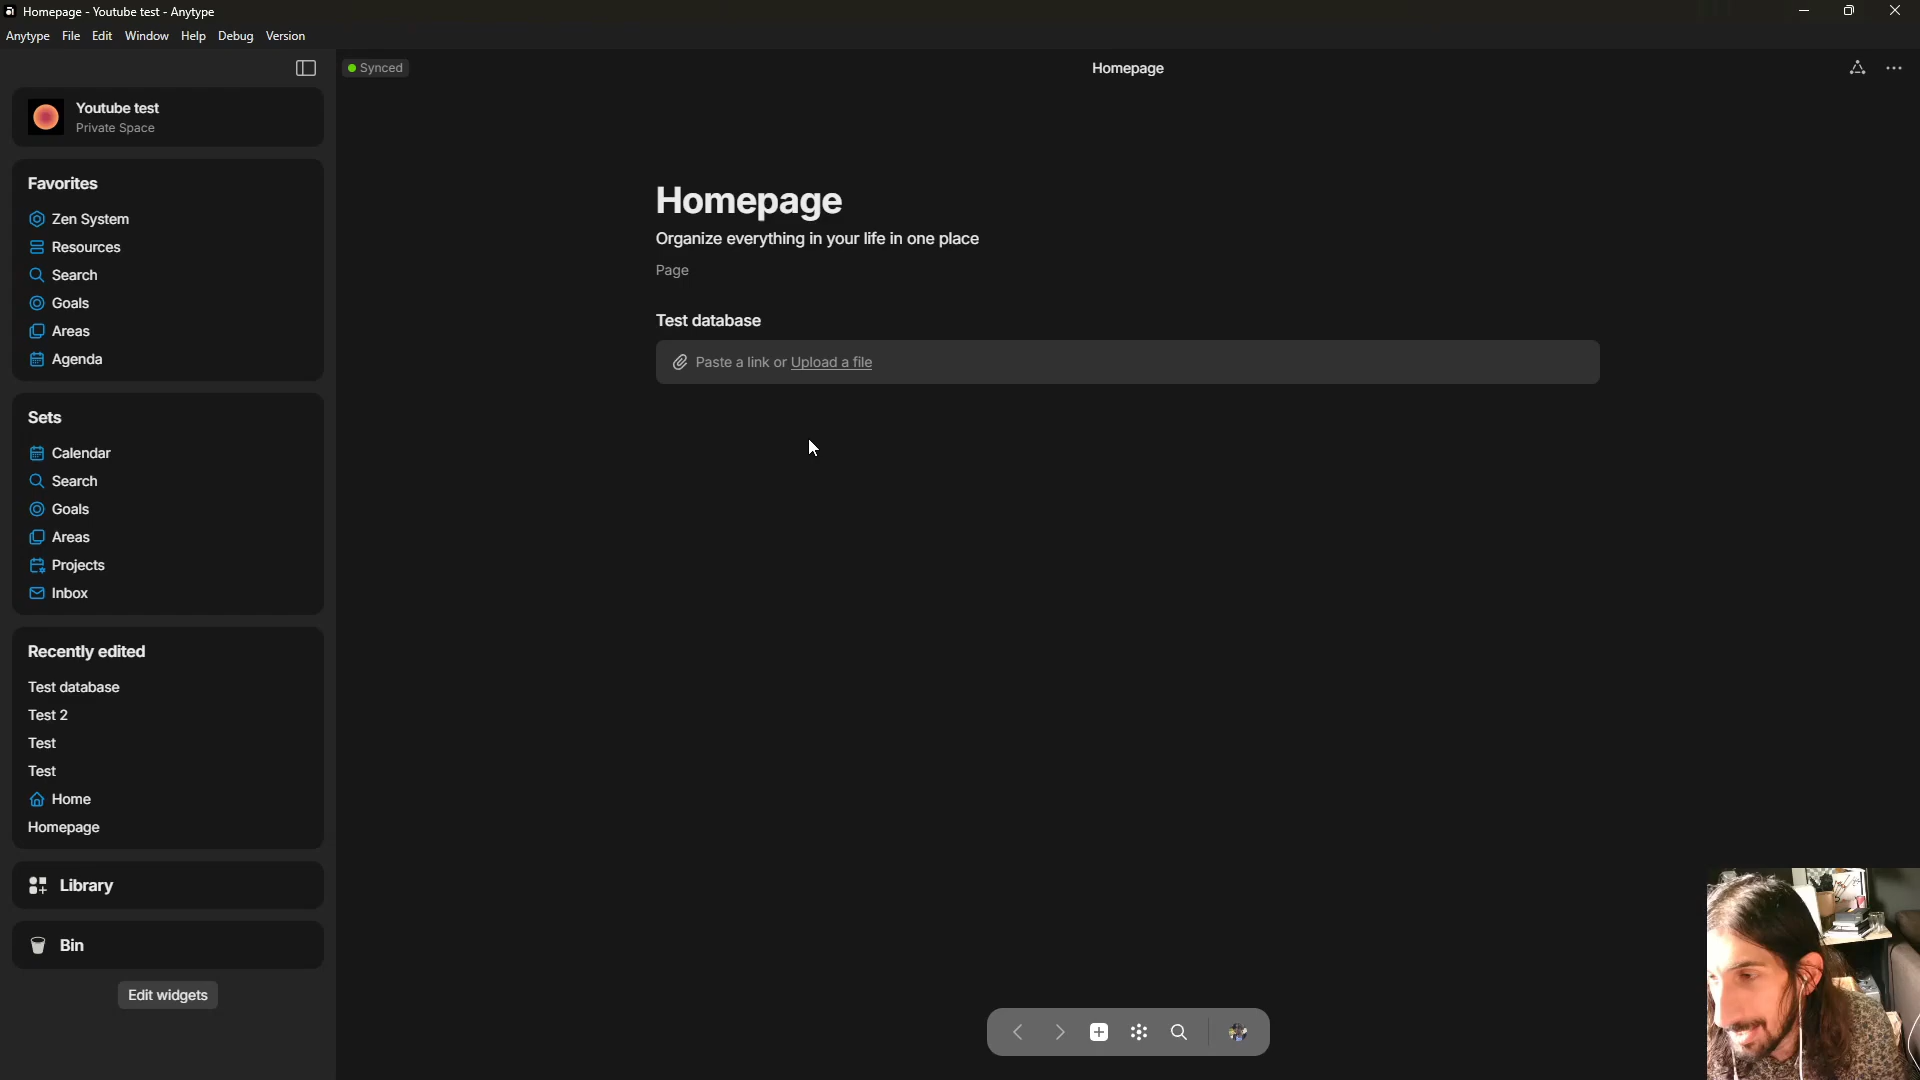 Homepage - Youtube test - Anytype
Anytype File Edit Window Help Debug Version
Synced
Homepage
Youtube test
Private Space
Favorites
Zen System
Resources
Search
Goals
Areas
Agenda
Sets
Calendar
Search
Goals
Areas
Projects
Inbox
Recently edited
Test database
Test 2
Test
Test
Home
Homepage
Library
Bin
Edit widgets
Homepage
Organize everything in your life in one place
Page
Test database
Paste a link or Upload a file